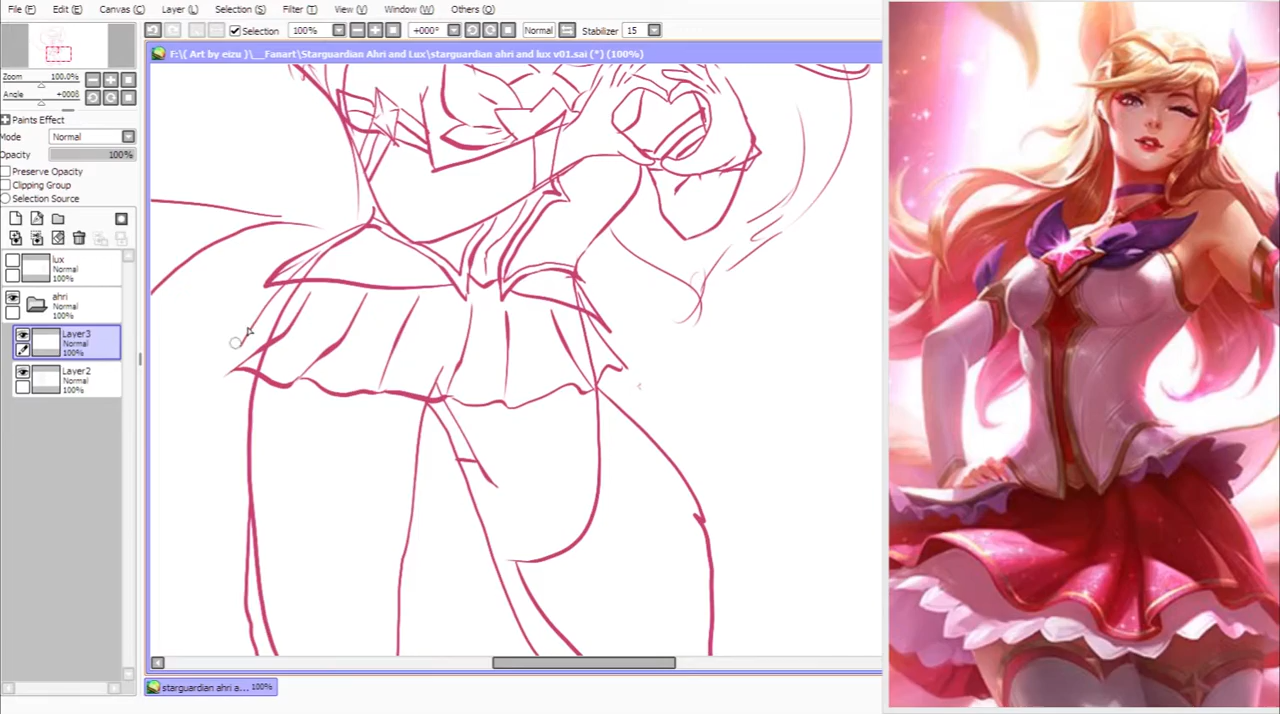 File (F) Edit (E) Canvas (C) Layer (L) Selection (S) Filter (T) View (V) Window (W) Others (O)
Selection 100% +000° Normal Stabilizer 15
F:\( Art by eizu )\__Fanart\Starguardian Ahri and Lux\starguardian ahri and lux v01.sai (*) (100%)
Zoom 100.0%
Angle +000θ
Paints Effect
Mode Normal
Opacity 100%
Preserve Opacity
Clipping Group
Selection Source
lux
Normal
100%
ahri
Normal
100%
Layer3
Normal
100%
Layer2
Normal
100%
starguardian ahri a... 100%